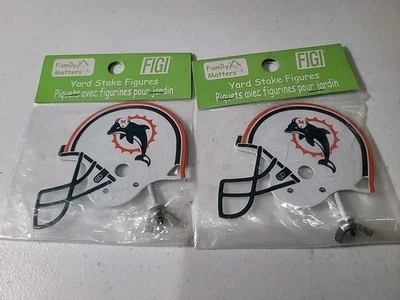 Family Matters
FIGI
Yard Stake Figures
Piquets avec figurines pour jardin
M
Family Matters
FIGI
Yard Stake Figures
Piquets avec figurines pour jardin
M